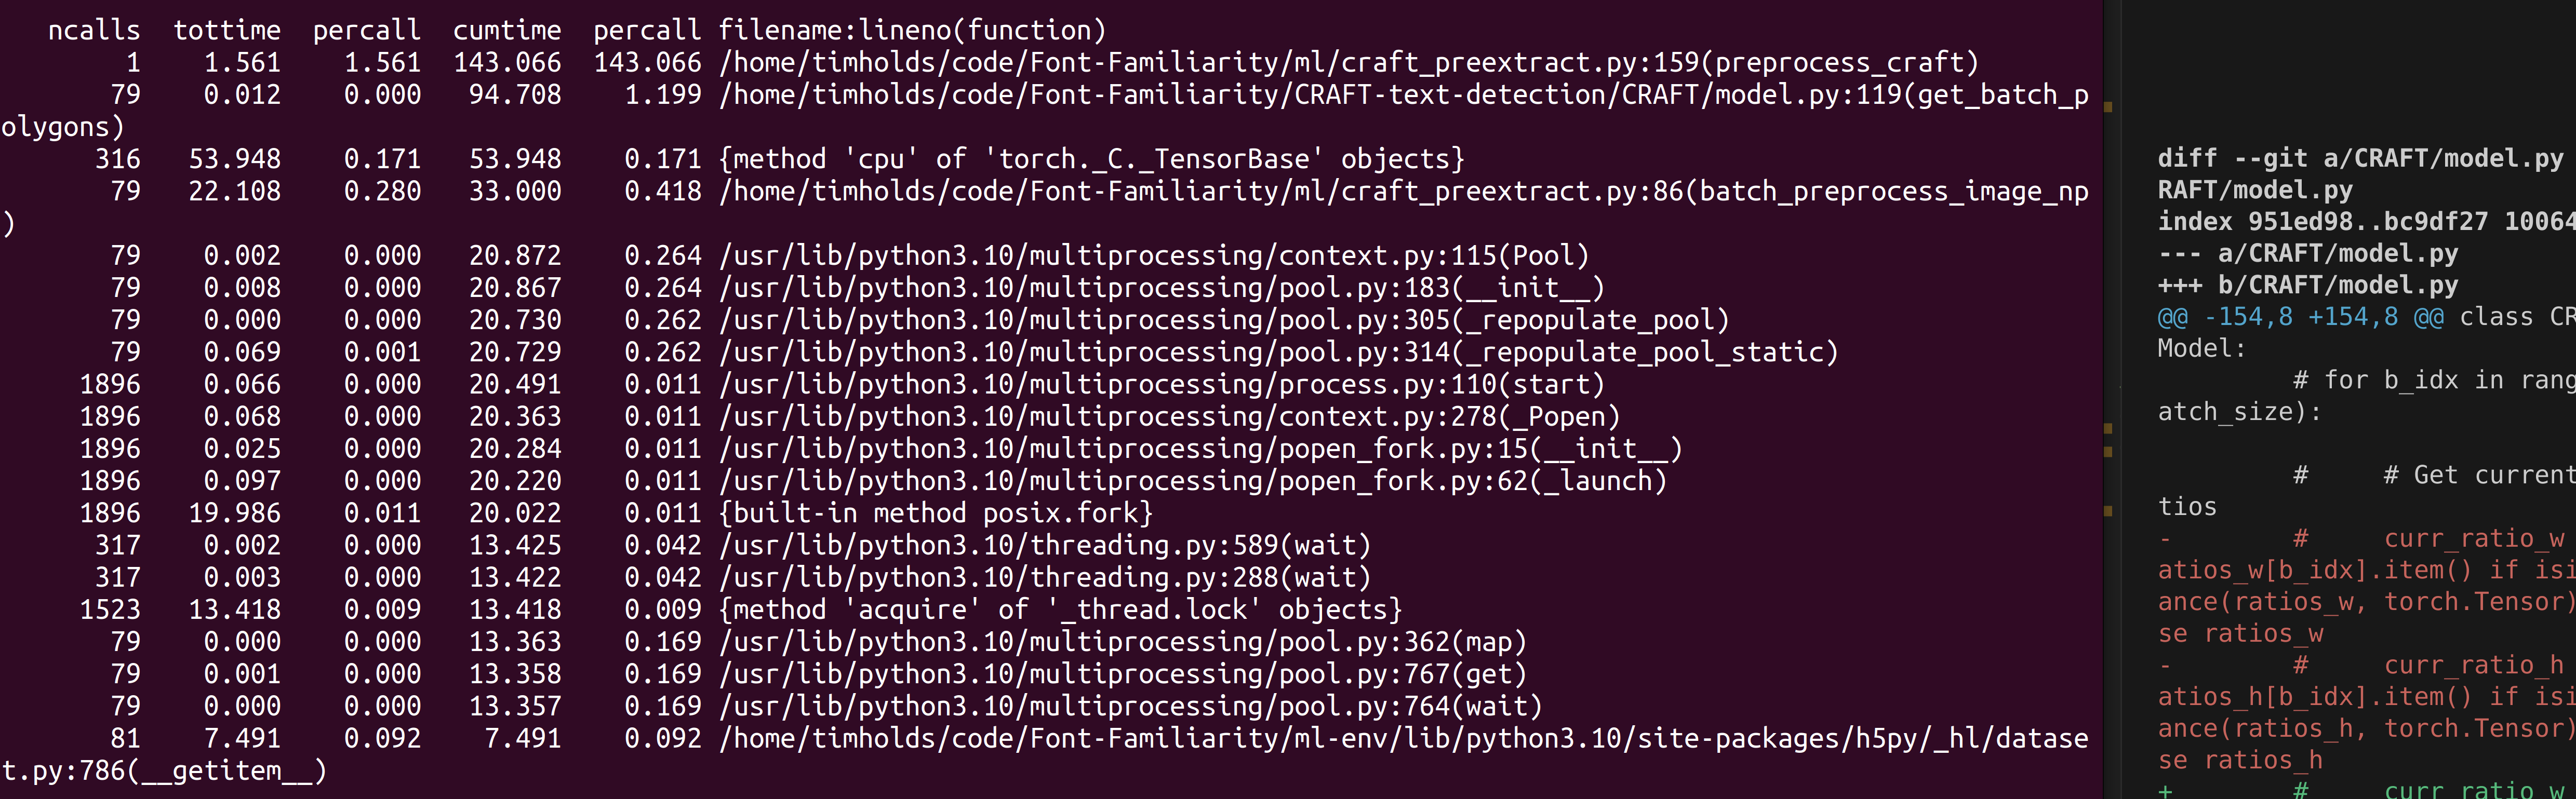 ncalls  tottime  percall  cumtime  percall filename:lineno(function)
1    1.561    1.561  143.066  143.066 /home/timholds/code/Font-Familiarity/ml/craft_preextract.py:159(preprocess_craft)
79    0.012    0.000   94.708    1.199 /home/timholds/code/Font-Familiarity/CRAFT-text-detection/CRAFT/model.py:119(get_batch_p
olygons)
316   53.948    0.171   53.948    0.171 {method 'cpu' of 'torch._C._TensorBase' objects}
79   22.108    0.280   33.000    0.418 /home/timholds/code/Font-Familiarity/ml/craft_preextract.py:86(batch_preprocess_image_np
)
79    0.002    0.000   20.872    0.264 /usr/lib/python3.10/multiprocessing/context.py:115(Pool)
79    0.008    0.000   20.867    0.264 /usr/lib/python3.10/multiprocessing/pool.py:183(__init__)
79    0.000    0.000   20.730    0.262 /usr/lib/python3.10/multiprocessing/pool.py:305(_repopulate_pool)
79    0.069    0.001   20.729    0.262 /usr/lib/python3.10/multiprocessing/pool.py:314(_repopulate_pool_static)
1896    0.066    0.000   20.491    0.011 /usr/lib/python3.10/multiprocessing/process.py:110(start)
1896    0.068    0.000   20.363    0.011 /usr/lib/python3.10/multiprocessing/context.py:278(_Popen)
1896    0.025    0.000   20.284    0.011 /usr/lib/python3.10/multiprocessing/popen_fork.py:15(__init__)
1896    0.097    0.000   20.220    0.011 /usr/lib/python3.10/multiprocessing/popen_fork.py:62(_launch)
1896   19.986    0.011   20.022    0.011 {built-in method posix.fork}
317    0.002    0.000   13.425    0.042 /usr/lib/python3.10/threading.py:589(wait)
317    0.003    0.000   13.422    0.042 /usr/lib/python3.10/threading.py:288(wait)
1523   13.418    0.009   13.418    0.009 {method 'acquire' of '_thread.lock' objects}
79    0.000    0.000   13.363    0.169 /usr/lib/python3.10/multiprocessing/pool.py:362(map)
79    0.001    0.000   13.358    0.169 /usr/lib/python3.10/multiprocessing/pool.py:767(get)
79    0.000    0.000   13.357    0.169 /usr/lib/python3.10/multiprocessing/pool.py:764(wait)
81    7.491    0.092    7.491    0.092 /home/timholds/code/Font-Familiarity/ml-env/lib/python3.10/site-packages/h5py/_hl/datase
t.py:786(__getitem__)
diff --git a/CRAFT/model.py
RAFT/model.py
index 951ed98..bc9df27 10064
--- a/CRAFT/model.py
+++ b/CRAFT/model.py
@@ -154,8 +154,8 @@ class CR
Model:
# for b_idx in rang
atch_size):
#     # Get current
tios
-        #     curr_ratio_w
atios_w[b_idx].item() if isi
ance(ratios_w, torch.Tensor)
se ratios_w
-        #     curr_ratio_h
atios_h[b_idx].item() if isi
ance(ratios_h, torch.Tensor)
se ratios_h
+        #     curr_ratio_w